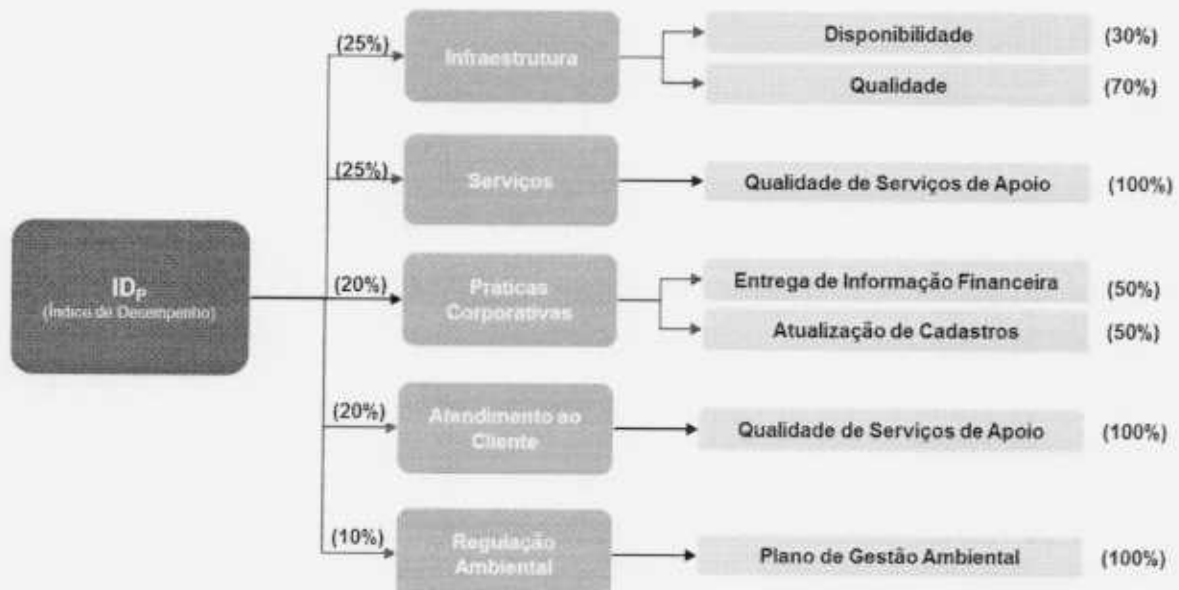 (25%)
Infraestrutura
Disponibilidade
(30%)
Qualidade
(70%)
(25%)
Serviços
Qualidade de Serviços de Apoio
(100%)
ID_P
(Índice de Desempenho)
(20%)
Praticas
Corporativas
Entrega de Informação Financeira
(50%)
Atualização de Cadastros
(50%)
(20%)
Atendimento ao
Cliente
Qualidade de Serviços de Apoio
(100%)
(10%)
Regulação
Ambiental
Plano de Gestão Ambiental
(100%)